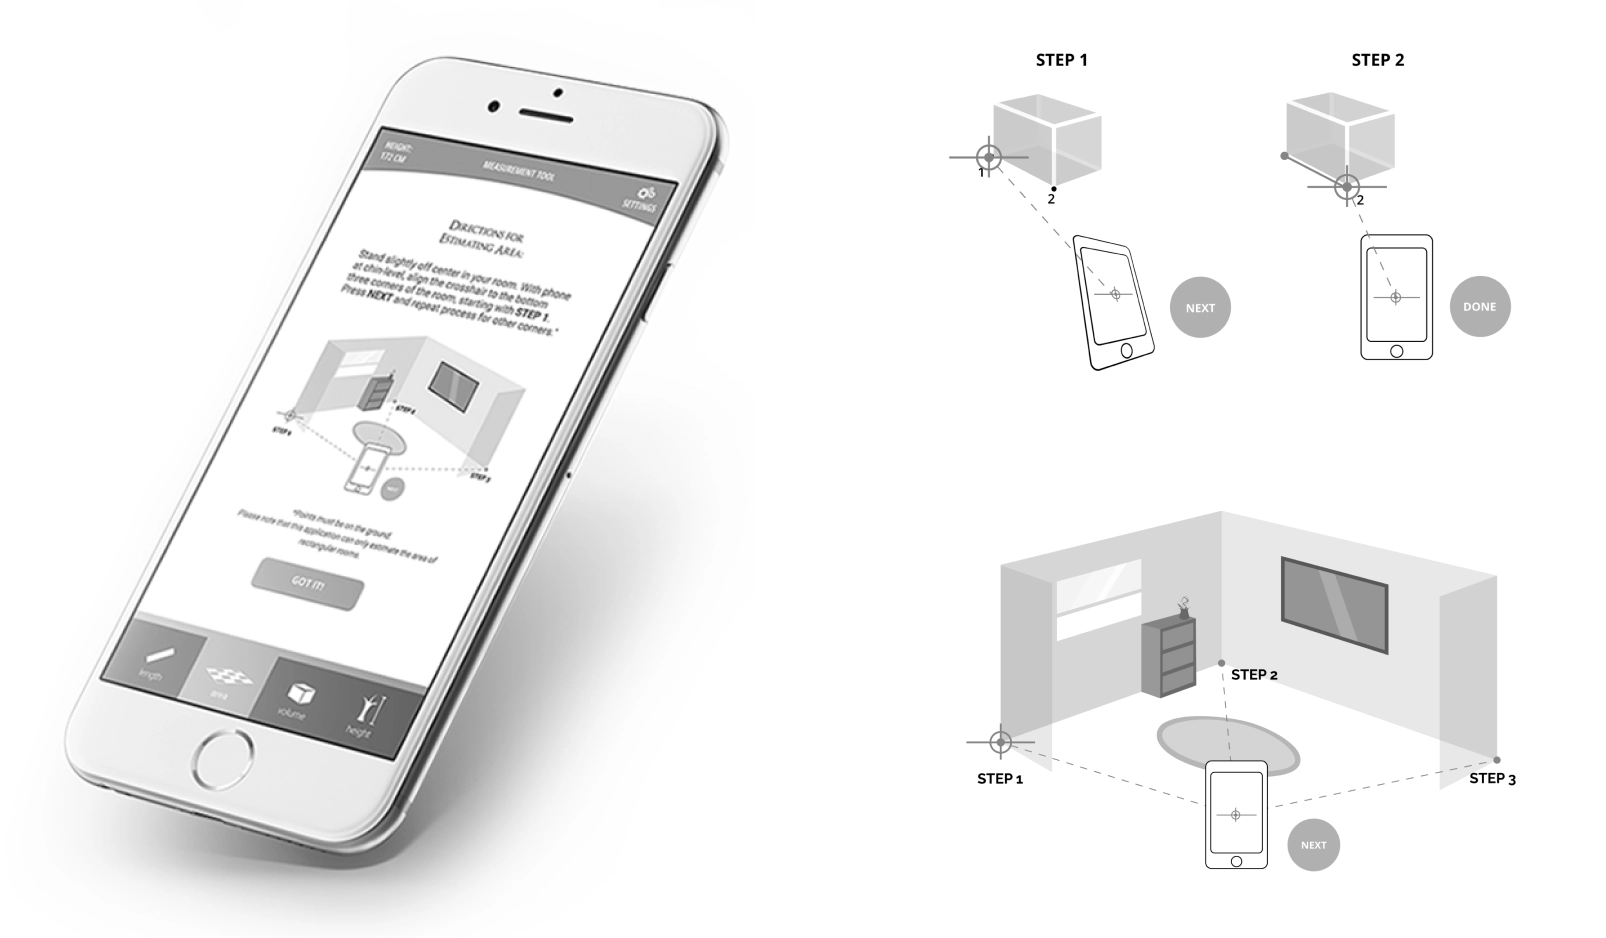 HEIGHT:
172 CM
MEASUREMENT TOOL
SETTINGS
DIRECTIONS FOR
ESTIMATING AREA:
Stand slightly off center in your room. With phone
at chin-level, align the crosshair to the bottom
three corners of the room, starting with STEP 1.
Press NEXT and repeat process for other corners.*
STEP
STEP
STEP
NEXT
*Points must be on the ground.
Please note that this application can only estimate the area of
rectangular rooms.
GOT IT!
length
area
volume
height
STEP 1
1
2
NEXT
STEP 2
2
DONE
STEP 2
STEP 1
STEP 3
NEXT